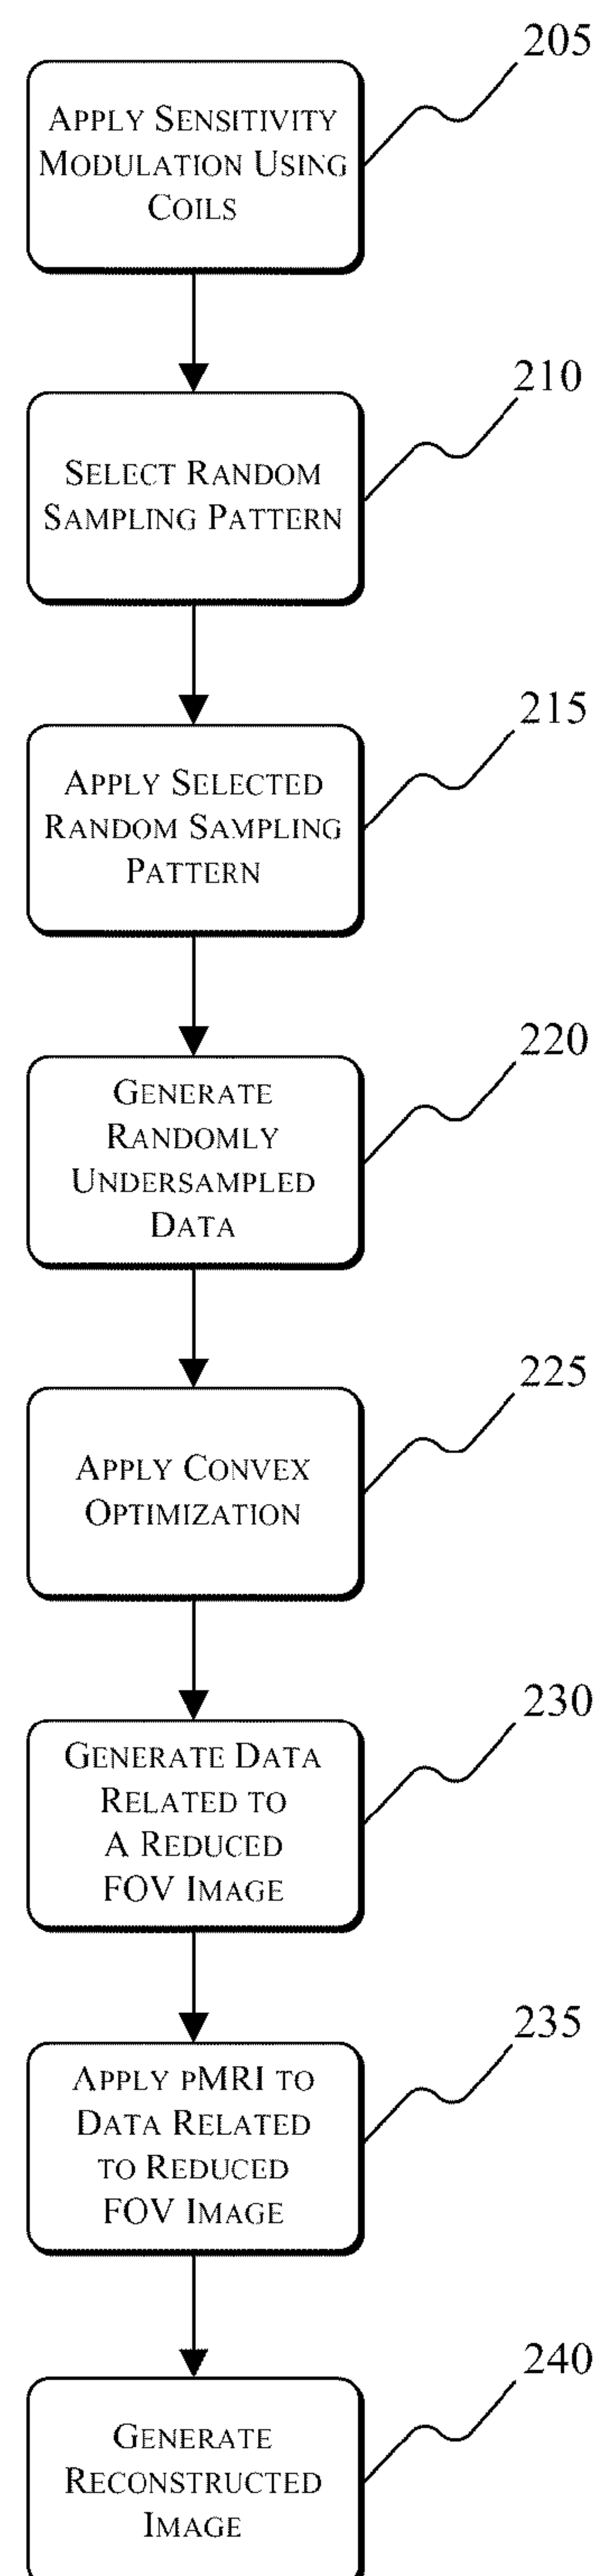 205
APPLY SENSITIVITY
MODULATION USING
COILS
210
SELECT RANDOM
SAMPLING PATTERN
215
APPLY SELECTED
RANDOM SAMPLING
PATTERN
220
GENERATE
RANDOMLY
UNDERSAMPLED
DATA
225
APPLY CONVEX
OPTIMIZATION
230
GENERATE DATA
RELATED TO
A REDUCED
FOV IMAGE
235
APPLY PMRI TO
DATA RELATED
TO REDUCED
FOV IMAGE
240
GENERATE
RECONSTRUCTED
IMAGE